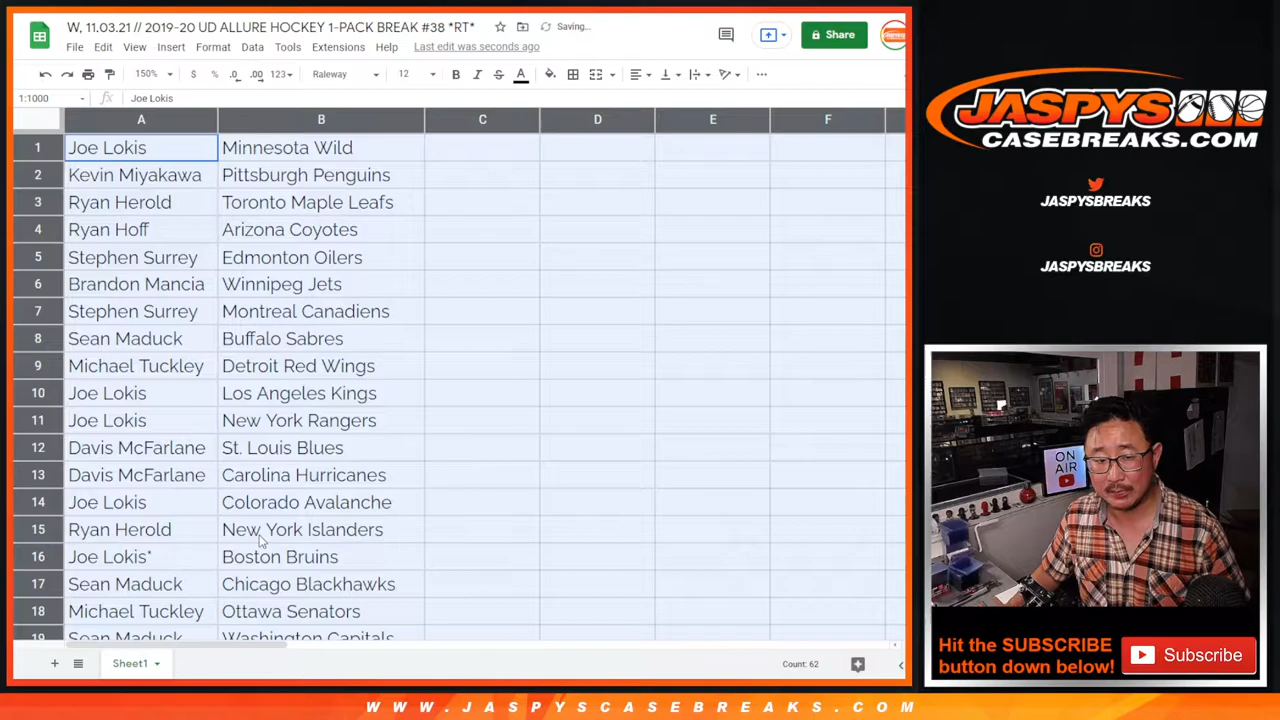 W, 11.03.21 // 2019-20 UD ALLURE HOCKEY 1-PACK BREAK #38 *RT*
Saving...
File Edit View Insert Format Data Tools Extensions Help Last edit was seconds ago
Share
150% $ % .0 .00 123 Raleway 12 B I S A
1:1000 fx Joe Lokis
A B C D E F
1 Joe Lokis Minnesota Wild
2 Kevin Miyakawa Pittsburgh Penguins
3 Ryan Herold Toronto Maple Leafs
4 Ryan Hoff Arizona Coyotes
5 Stephen Surrey Edmonton Oilers
6 Brandon Mancia Winnipeg Jets
7 Stephen Surrey Montreal Canadiens
8 Sean Maduck Buffalo Sabres
9 Michael Tuckley Detroit Red Wings
10 Joe Lokis Los Angeles Kings
11 Joe Lokis New York Rangers
12 Davis McFarlane St. Louis Blues
13 Davis McFarlane Carolina Hurricanes
14 Joe Lokis Colorado Avalanche
15 Ryan Herold New York Islanders
16 Joe Lokis* Boston Bruins
17 Sean Maduck Chicago Blackhawks
18 Michael Tuckley Ottawa Senators
19 Sean Maduck Washington Capitals
Sheet1
Count: 62
JASPYS
CASEBREAKS.COM
JASPYSBREAKS
JASPYSBREAKS
ON
AIR
Hit the SUBSCRIBE
button down below!
Subscribe
WWW.JASPYSCASEBREAKS.COM